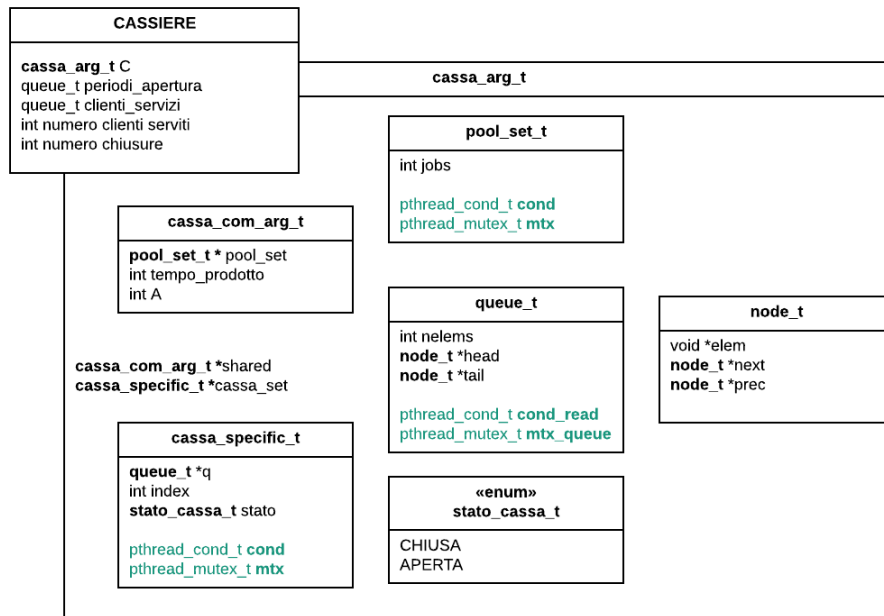 CASSIERE
cassa_arg_t C
queue_t periodi_apertura
queue_t clienti_servizi
int numero clienti serviti
int numero chiusure
cassa_arg_t
pool_set_t
int jobs
pthread_cond_t cond
pthread_mutex_t mtx
cassa_com_arg_t
pool_set_t * pool_set
int tempo_prodotto
int A
queue_t
int nelems
node_t *head
node_t *tail
pthread_cond_t cond_read
pthread_mutex_t mtx_queue
node_t
void *elem
node_t *next
node_t *prec
cassa_com_arg_t *shared
cassa_specific_t *cassa_set
cassa_specific_t
queue_t *q
int index
stato_cassa_t stato
pthread_cond_t cond
pthread_mutex_t mtx
«enum»
stato_cassa_t
CHIUSA
APERTA